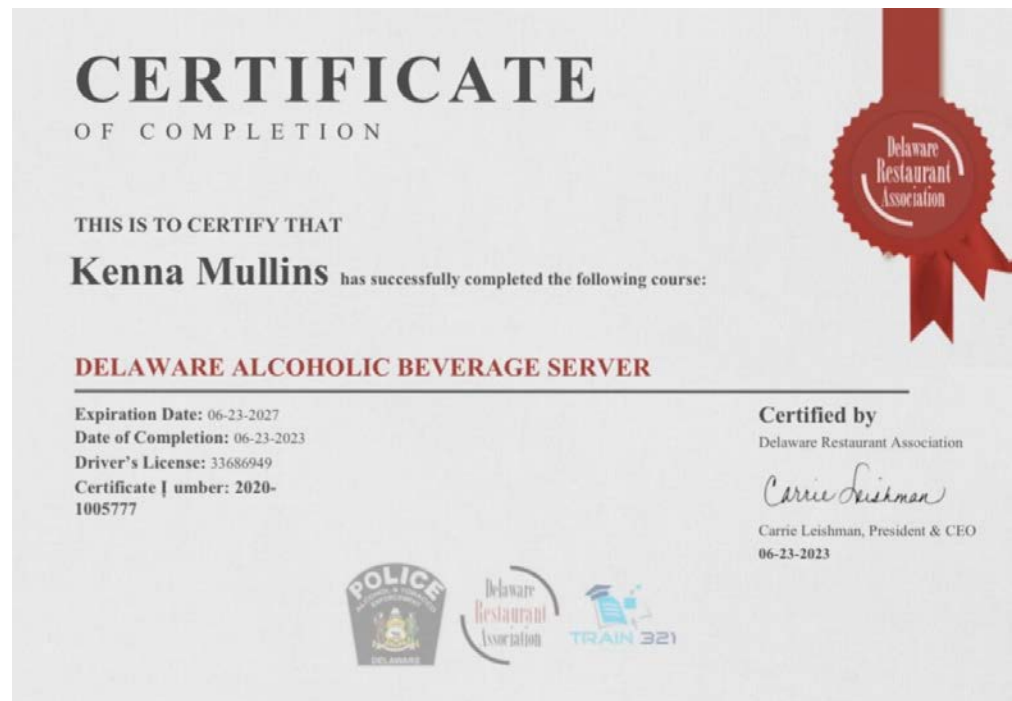 CERTIFICATE
OF COMPLETION
Delaware
Restaurant
Association
THIS IS TO CERTIFY THAT
Kenna Mullins has successfully completed the following course:
DELAWARE ALCOHOLIC BEVERAGE SERVER
Expiration Date: 06-23-2027
Date of Completion: 06-23-2023
Driver's License: 33686949
Certificate | umber: 2020-
1005777
Certified by
Delaware Restaurant Association
Carrie Leishman
Carrie Leishman, President & CEO
06-23-2023
POLICE
ALCOHOL & TOBACCO
ENFORCEMENT
DELAWARE
Delaware
Restaurant
Association
TRAIN 321